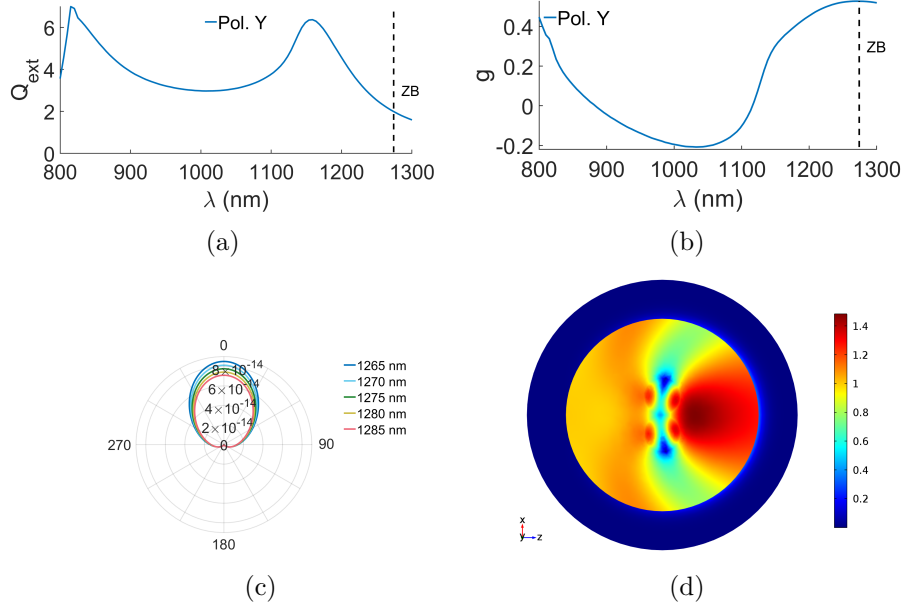 Q_ext
6
4
2
0
Pol. Y
ZB
800 900 1000 1100 1200 1300
λ (nm)
(a)
g
0.4
0.2
0
-0.2
Pol. Y
ZB
800 900 1000 1100 1200 1300
λ (nm)
(b)
0
8×10^-14
6×10^-14
4×10^-14
2×10^-14
0
270
90
180
1265 nm
1270 nm
1275 nm
1280 nm
1285 nm
(c)
1.4
1.2
1
0.8
0.6
0.4
0.2
x
y z
(d)